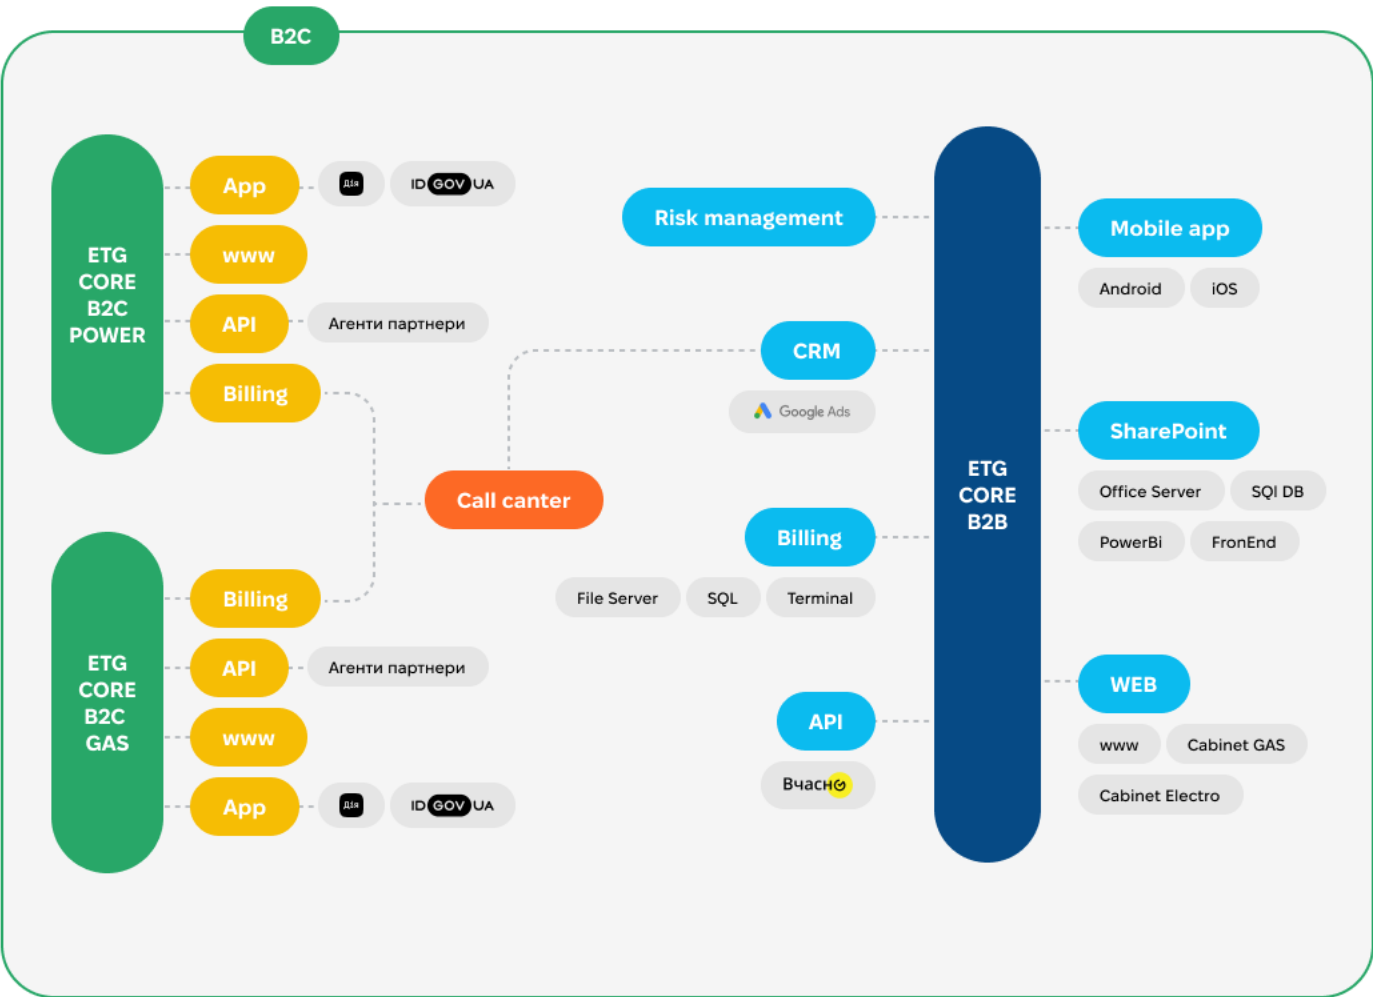 B2C
ETG
CORE
B2C
POWER
App
Дія
ID GOV UA
www
API
Агенти партнери
Billing
Call canter
ETG
CORE
B2C
GAS
Billing
API
Агенти партнери
www
App
Дія
ID GOV UA
Risk management
CRM
Google Ads
Billing
File Server
SQL
Terminal
API
Вчасно
ETG
CORE
B2B
Mobile app
Android
iOS
SharePoint
Office Server
SQl DB
PowerBi
FronEnd
WEB
www
Cabinet GAS
Cabinet Electro